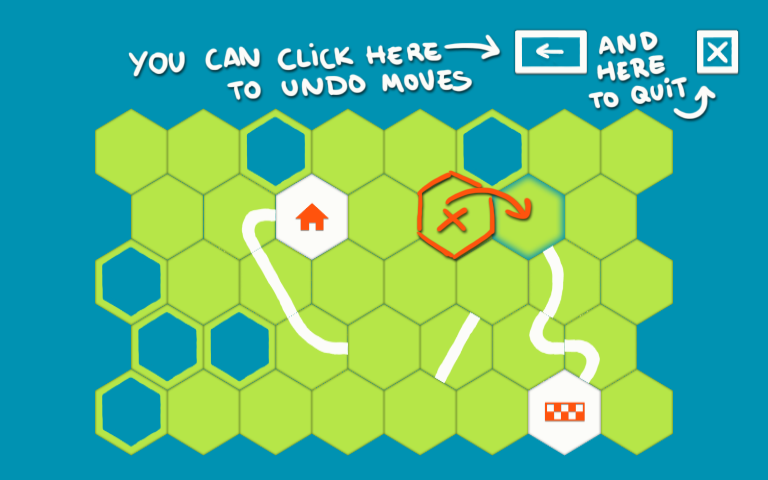 YOU CAN CLiCK HERE
TO UNDO MOVES
AND
HERE
TO QUiT